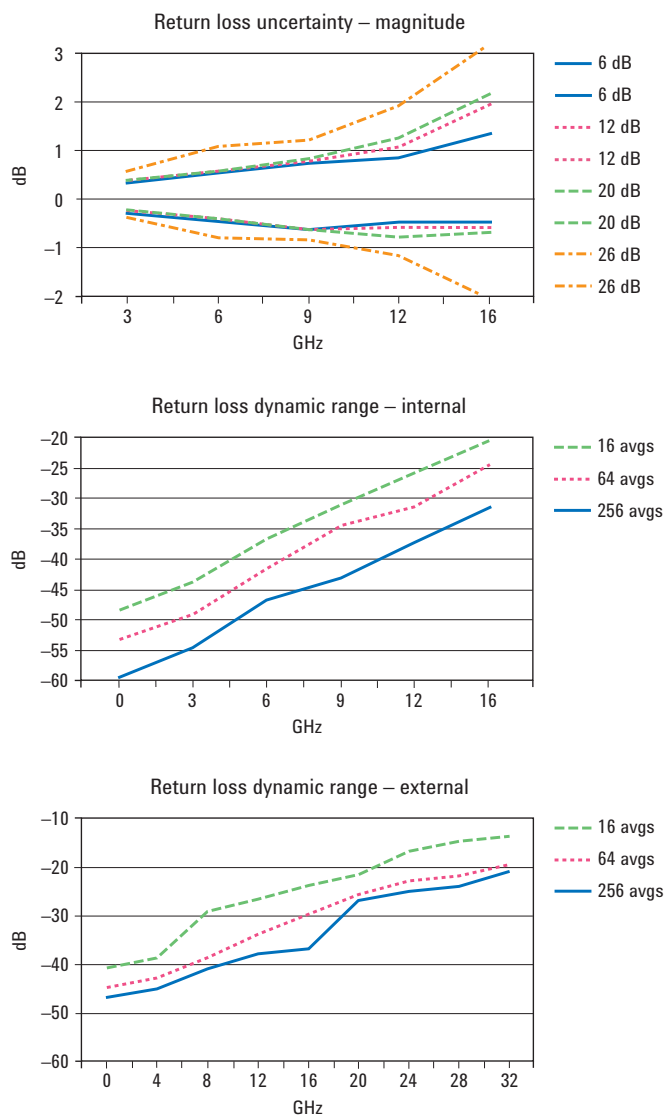 Return loss uncertainty – magnitude
3
2
1
0
–1
–2
dB
3 6 9 12 16
GHz
6 dB
6 dB
12 dB
12 dB
20 dB
20 dB
26 dB
26 dB
Return loss dynamic range – internal
–20
–25
–30
–35
–40
–45
–50
–55
–60
dB
0 3 6 9 12 16
GHz
16 avgs
64 avgs
256 avgs
Return loss dynamic range – external
–10
–20
–30
–40
–50
–60
dB
0 4 8 12 16 20 24 28 32
GHz
16 avgs
64 avgs
256 avgs